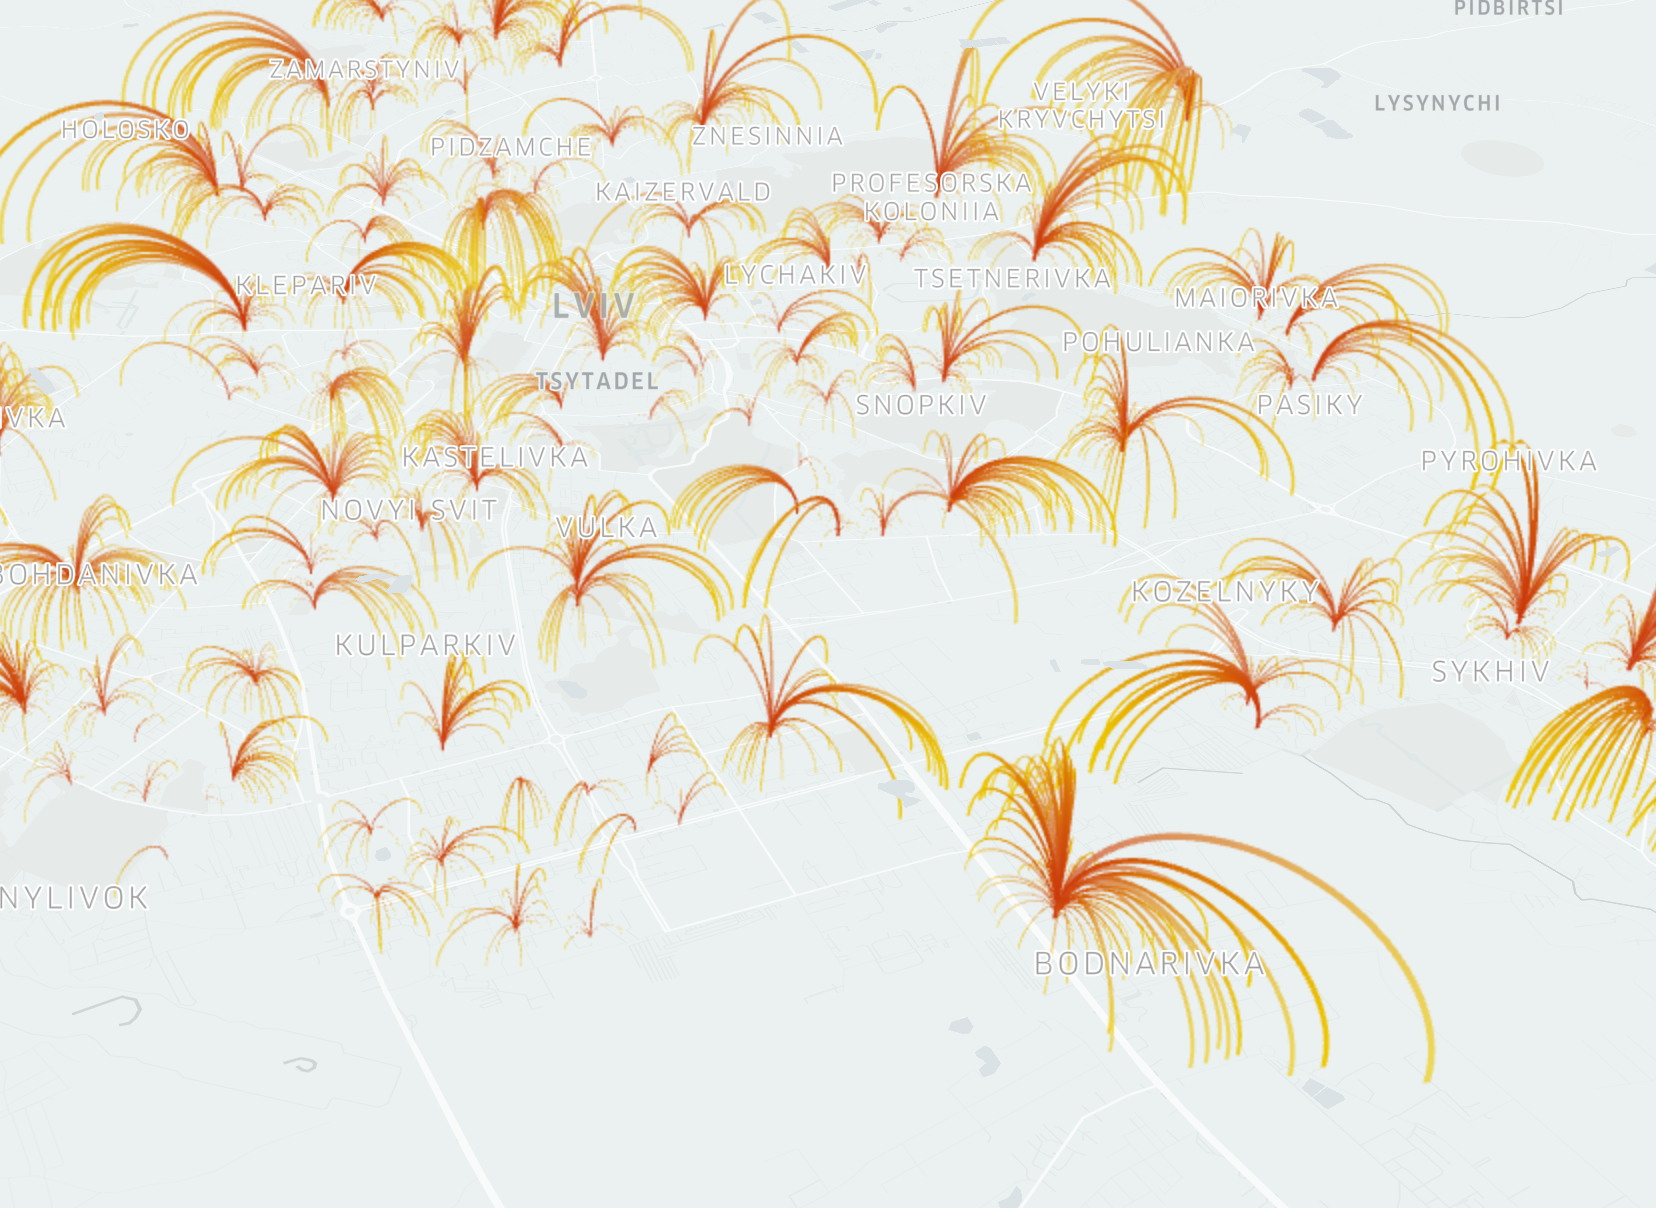 PIDBIRTSI
ZAMARSTYNIV
VELYKI
KRYVCHYTSI
LYSYNYCHI
HOLOSKO
PIDZAMCHE
ZNESINNIA
KAIZERVALD
PROFESORSKA
KOLONIIA
KLEPARIV
LVIV
LYCHAKIV
TSETNERIVKA
MAIORIVKA
POHULIANKA
TSYTADEL
SNOPKIV
PASIKY
IVKA
KASTELIVKA
PYROHIVKA
NOVYI SVIT
VULKA
BOHDANIVKA
KOZELNYKY
KULPARKIV
SYKHIV
NYLIVOK
BODNARIVKA